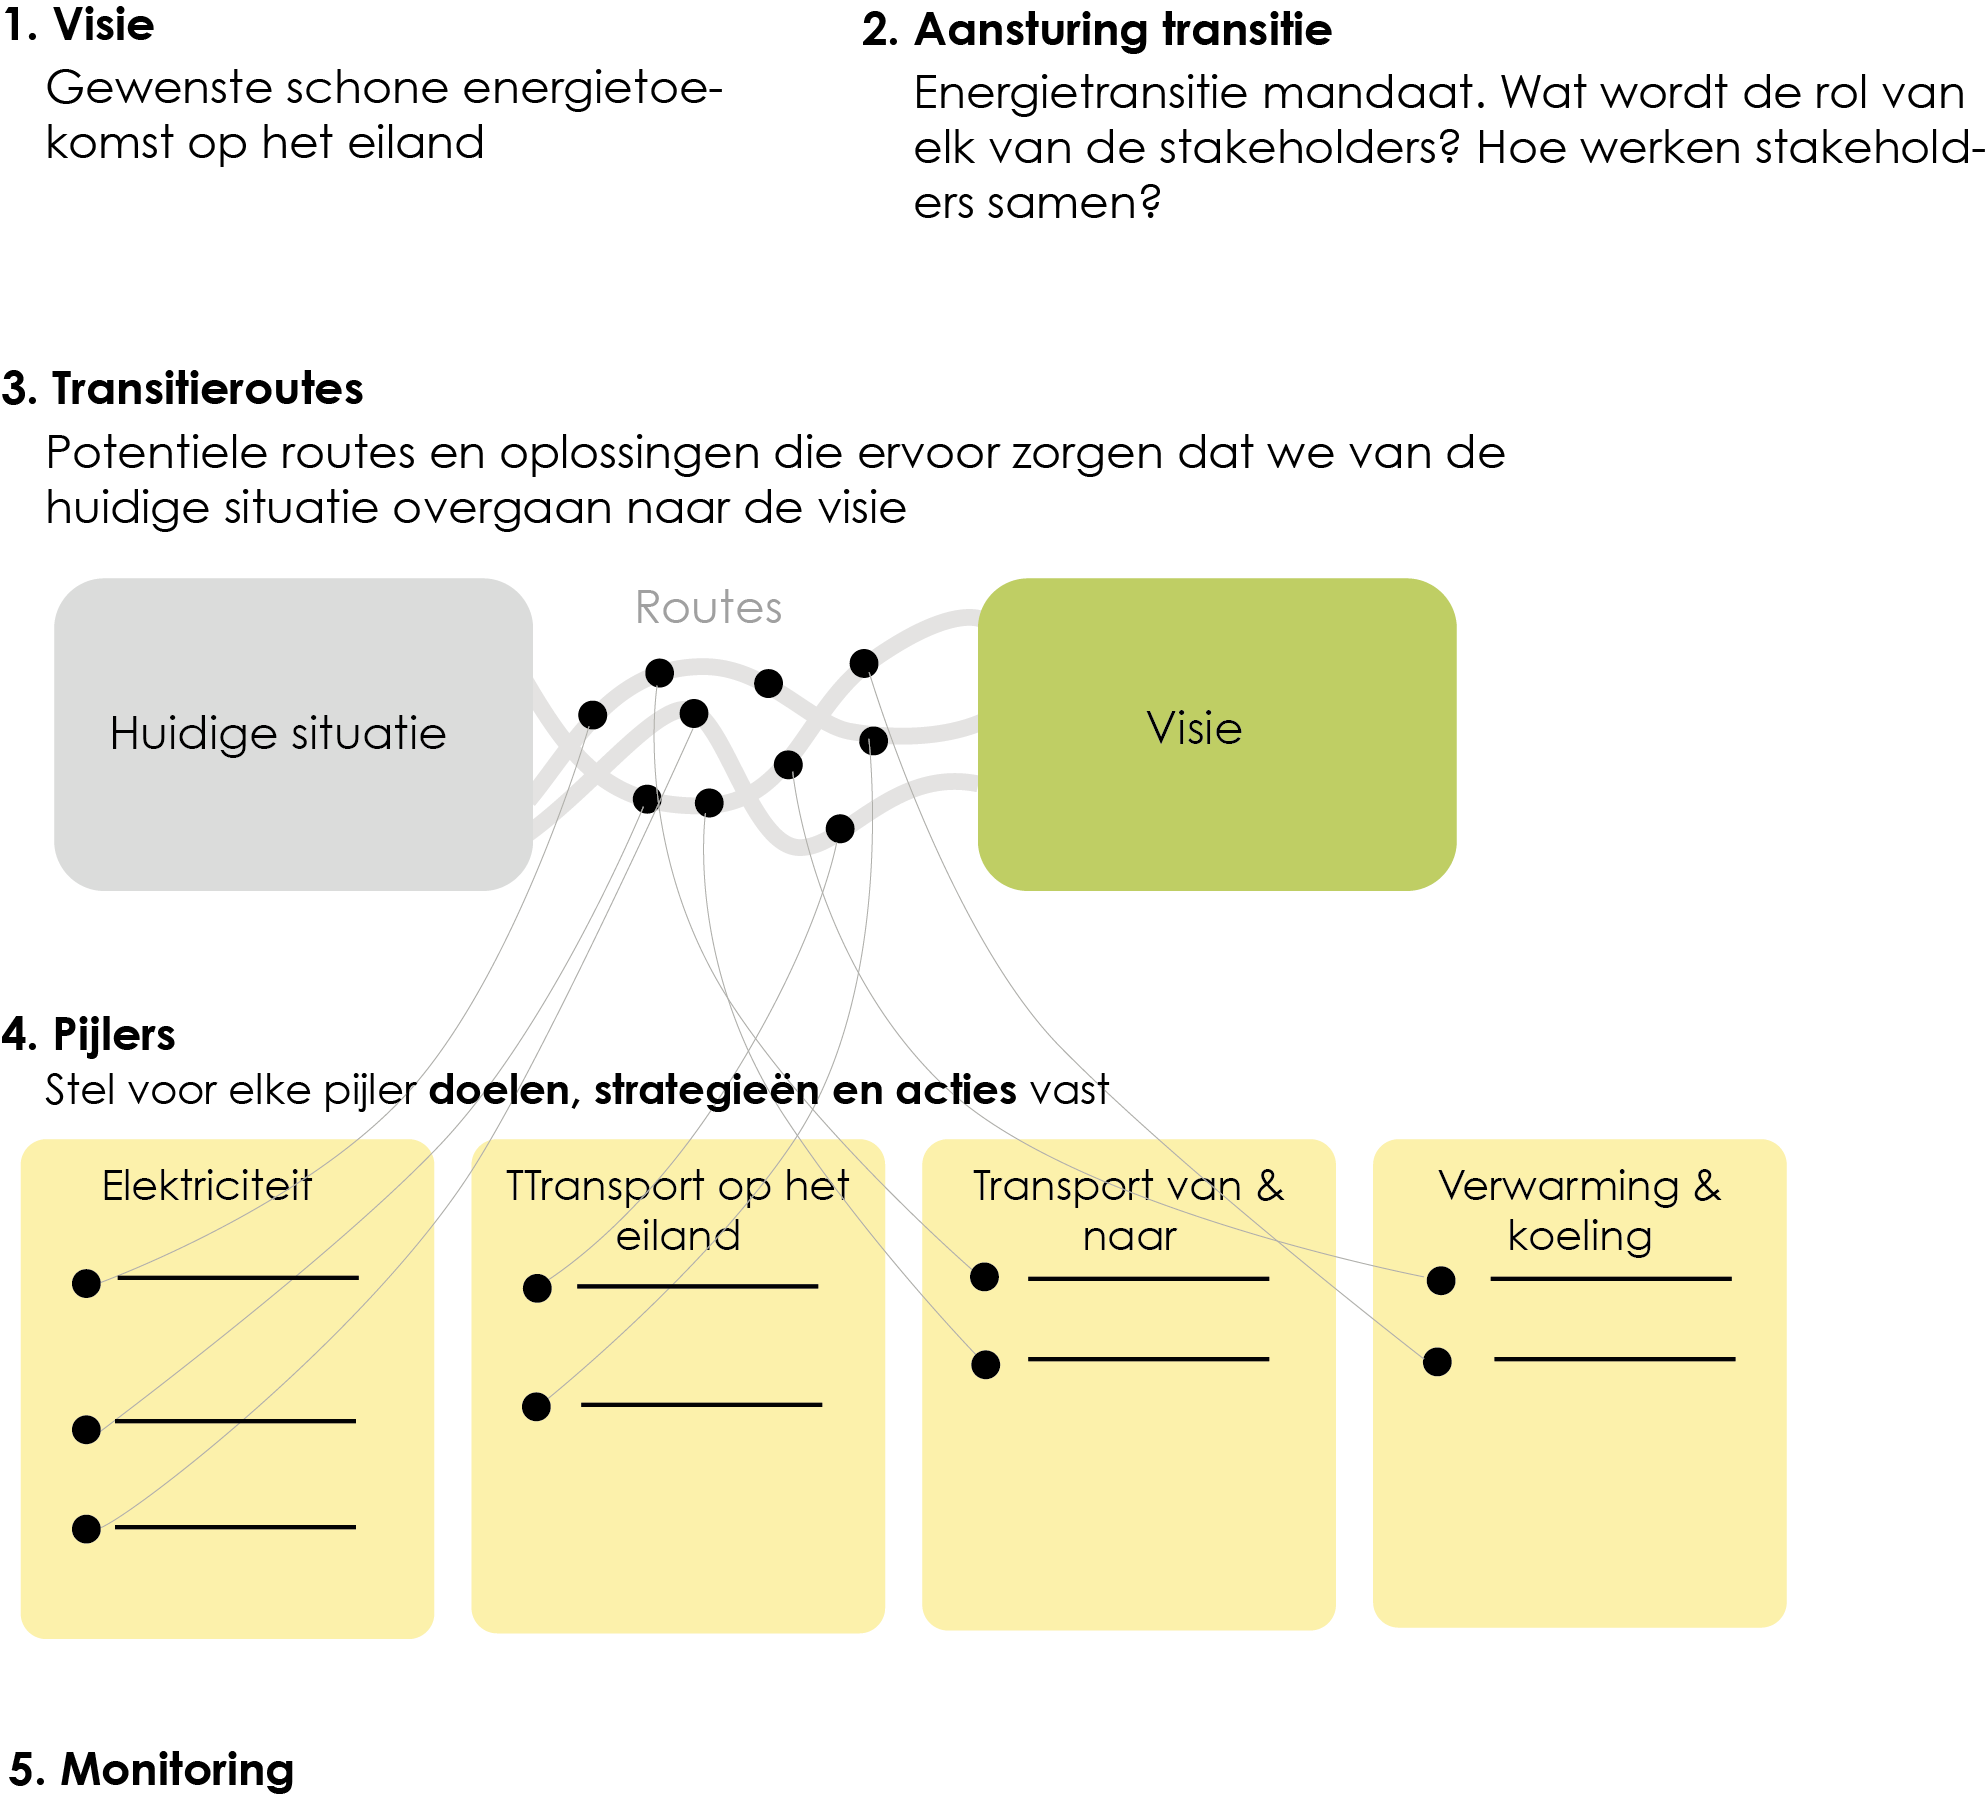 1. Visie
Gewenste schone energietoe-
komst op het eiland
2. Aansturing transitie
Energietransitie mandaat. Wat wordt de rol van
elk van de stakeholders? Hoe werken stakehold-
ers samen?
3. Transitieroutes
Potentiele routes en oplossingen die ervoor zorgen dat we van de
huidige situatie overgaan naar de visie
Routes
Huidige situatie
Visie
4. Pijlers
Stel voor elke pijler doelen, strategieën en acties vast
Elektriciteit
TTransport op het
eiland
Transport van &
naar
Verwarming &
koeling
5. Monitoring